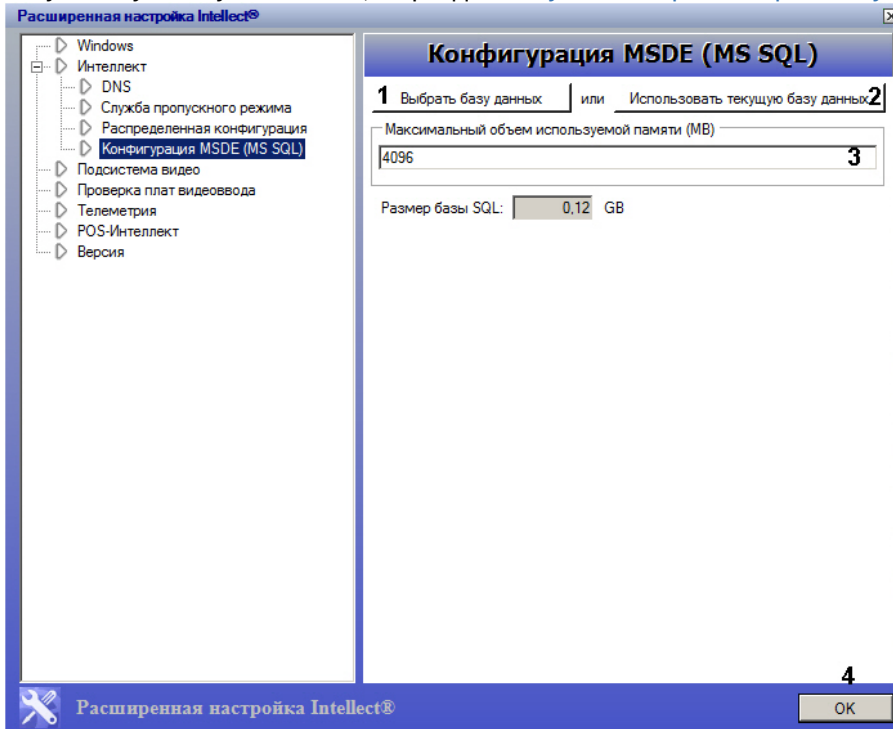 Расширенная настройка Intellect®
Windows
Интеллект
DNS
Служба пропускного режима
Распределенная конфигурация
Конфигурация MSDE (MS SQL)
Подсистема видео
Проверка плат видеоввода
Телеметрия
POS-Интеллект
Версия
Конфигурация MSDE (MS SQL)
1 Выбрать базу данных или Использовать текущую базу данных 2
Максимальный объем используемой памяти (MB)
4096 3
Размер базы SQL: 0,12 GB
4
Расширенная настройка Intellect®
OK